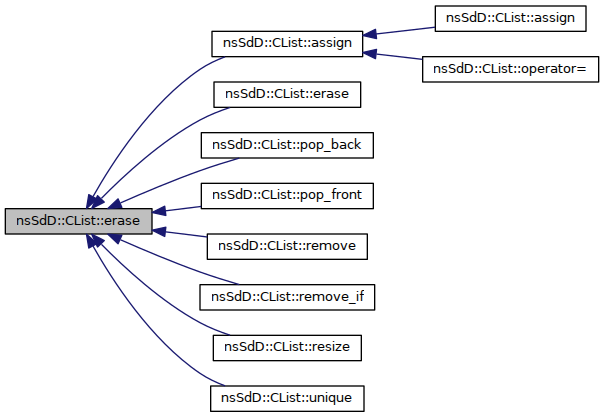 nsSdD::CList::assign
nsSdD::CList::assign
nsSdD::CList::operator=
nsSdD::CList::erase
nsSdD::CList::pop_back
nsSdD::CList::pop_front
nsSdD::CList::erase
nsSdD::CList::remove
nsSdD::CList::remove_if
nsSdD::CList::resize
nsSdD::CList::unique